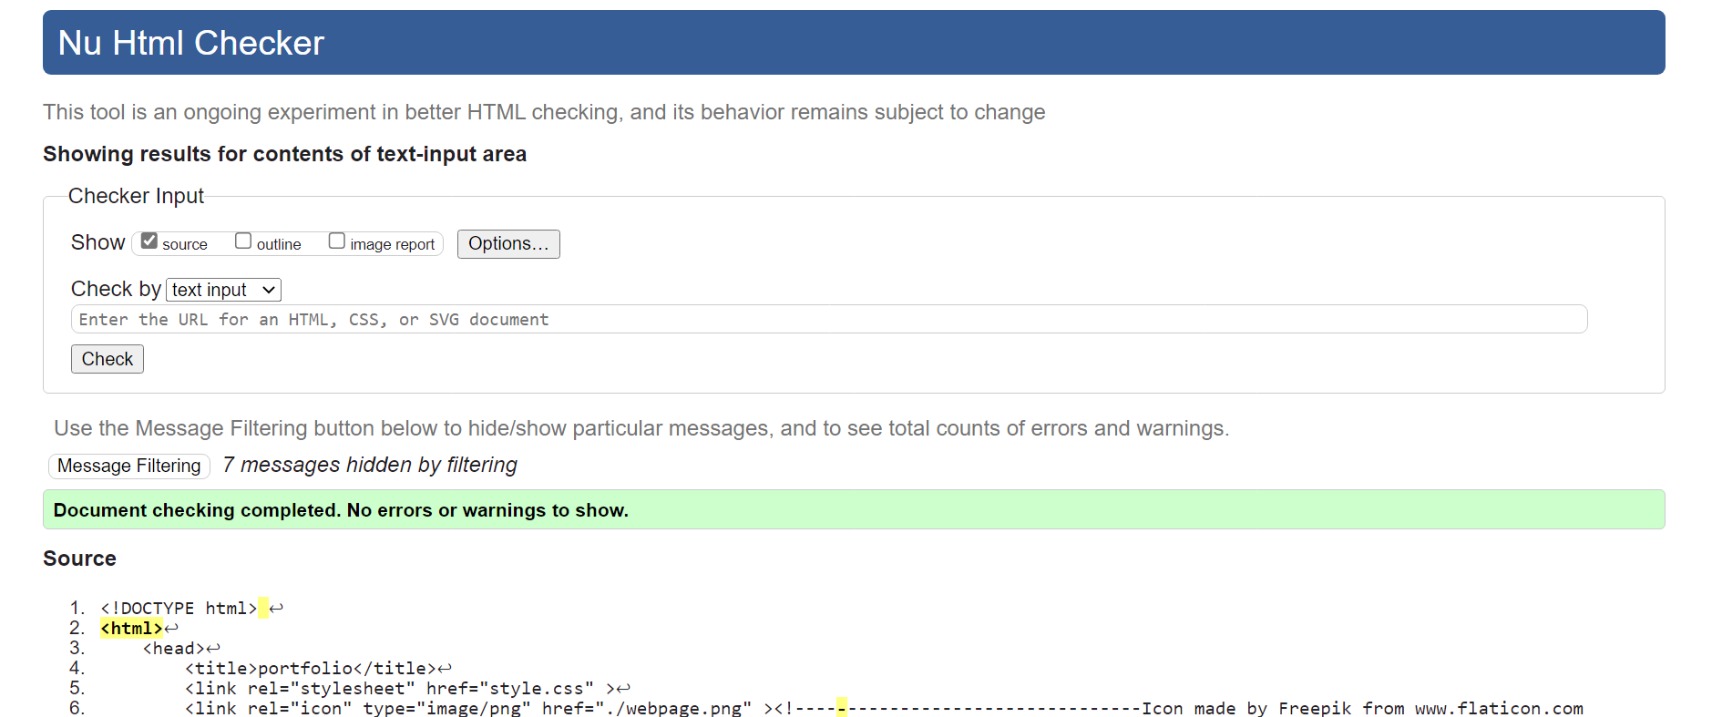 Nu Html Checker
This tool is an ongoing experiment in better HTML checking, and its behavior remains subject to change
Showing results for contents of text-input area
Checker Input
Show source outline image report Options...
Check by text input
Enter the URL for an HTML, CSS, or SVG document
Check
Use the Message Filtering button below to hide/show particular messages, and to see total counts of errors and warnings.
Message Filtering 7 messages hidden by filtering
Document checking completed. No errors or warnings to show.
Source
1. <!DOCTYPE html> ↩
2. <html>↩
3. <head>↩
4. <title>portfolio</title>↩
5. <link rel="stylesheet" href="style.css" >↩
6. <link rel="icon" type="image/png" href="./webpage.png" ><!----------------------------------Icon made by Freepik from www.flaticon.com